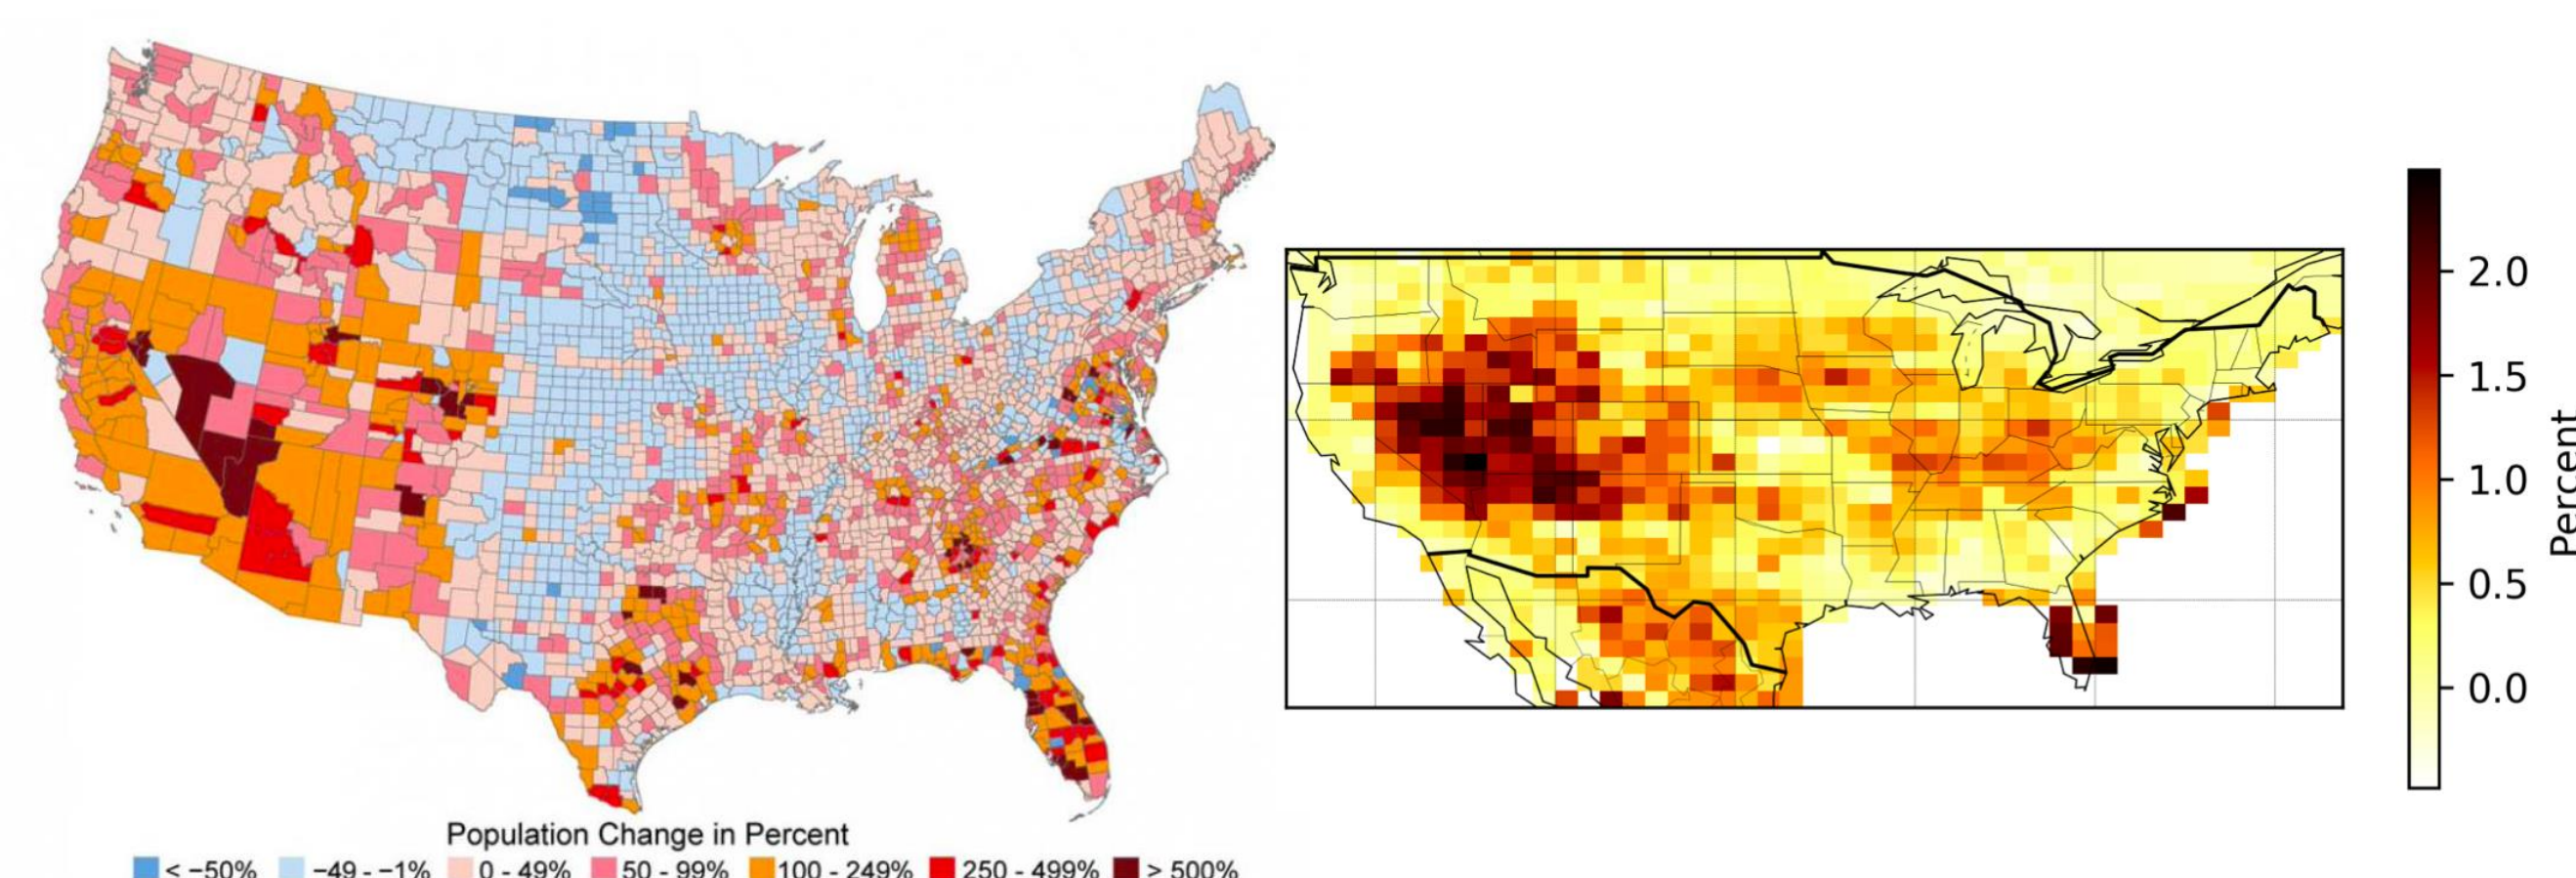 2.0
1.5
1.0
0.5
0.0
Percent
Population Change in Percent
< −50% −49 - −1% 0 - 49% 50 - 99% 100 - 249% 250 - 499% > 500%